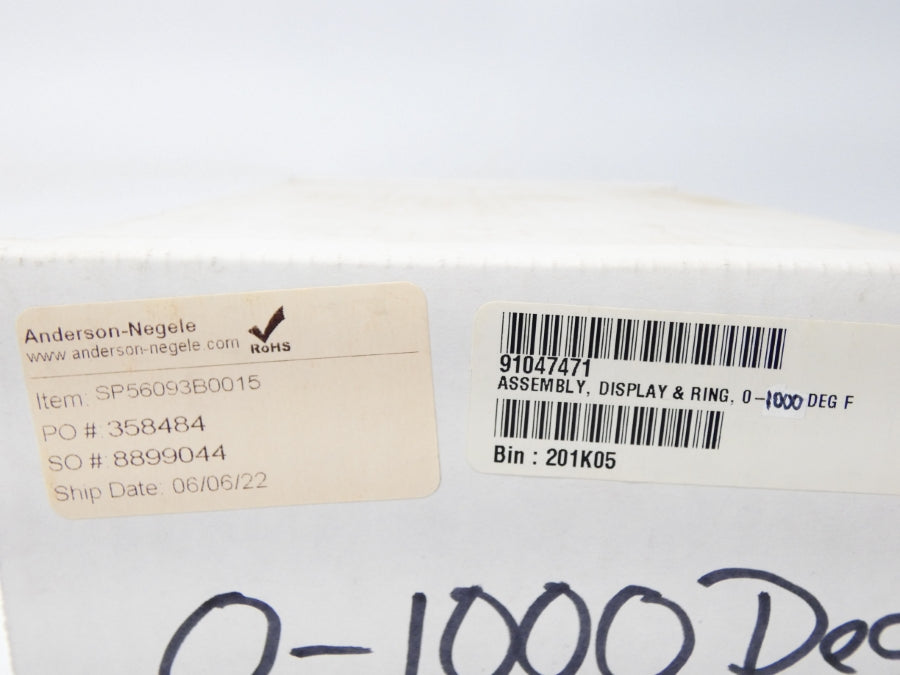 Anderson-Negele
www.anderson-negele.com RoHS
Item: SP56093B0015
PO #: 358484
SO #: 8899044
Ship Date: 06/06/22
91047471
ASSEMBLY, DISPLAY & RING, 0-1000 DEG F
Bin : 201K05
0-1000 Deg